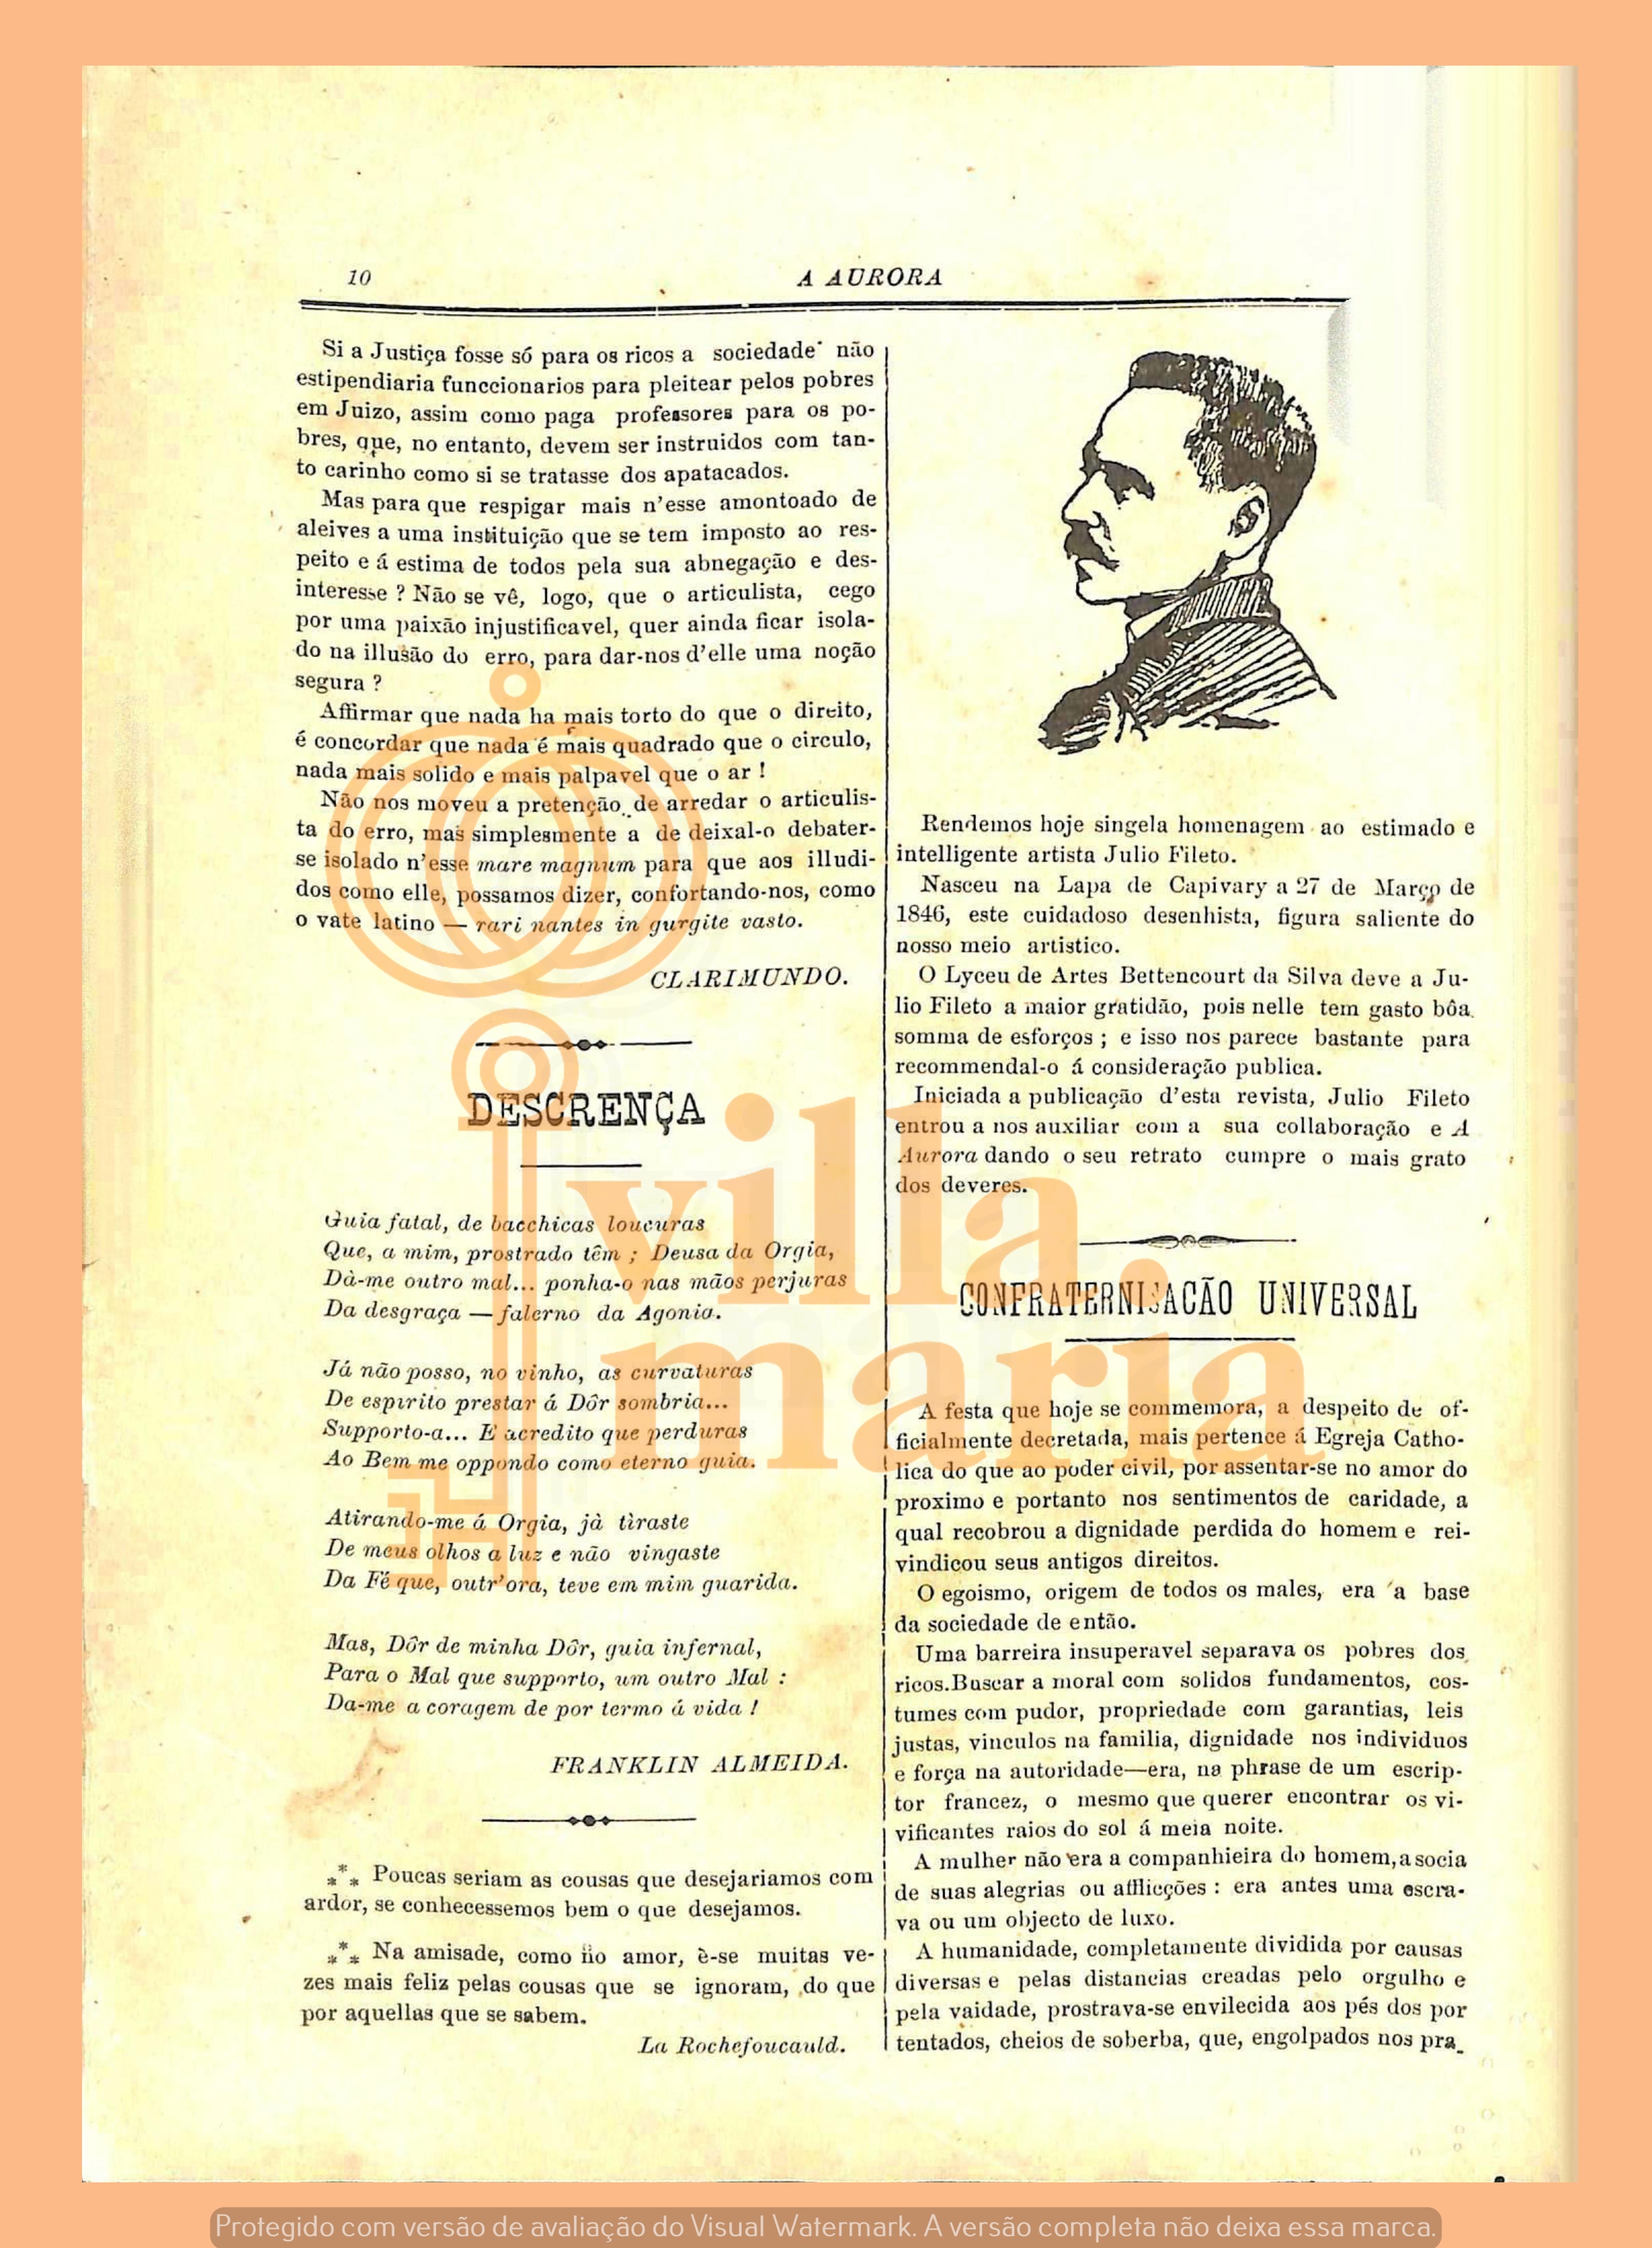 10
A AURORA
Si a Justiça fosse só para os ricos a sociedade não
estipendiaria funccionarios para pleitear pelos pobres
em Juizo, assim como paga professores para os po-
bres, que, no entanto, devem ser instruidos com tan-
to carinho como si se tratasse dos apatacados.
Mas para que respigar mais n'esse amontoado de
aleives a uma instituição que se tem imposto ao res-
peito e á estima de todos pela sua abnegação e des-
interesse ? Não se vê, logo, que o articulista, cego
por uma paixão injustificavel, quer ainda ficar isola-
do na illusão do erro, para dar-nos d'elle uma noção
segura ?
Affirmar que nada ha mais torto do que o direito,
é concordar que nada é mais quadrado que o circulo,
nada mais solido e mais palpavel que o ar !
Não nos moveu a pretenção de arredar o articulis-
ta do erro, mas simplesmente a de deixal-o debater-
se isolado n'esse mare magnum para que aos illudi-
dos como elle, possamos dizer, confortando-nos, como
o vate latino — rari nantes in gurgite vasto.
CLARIMUNDO.
DESCRENÇA
Guia fatal, de bacchicas loucuras
Que, a mim, prostrado têm ; Deusa da Orgia,
Dà-me outro mal... ponha-o nas mãos perjuras
Da desgraça — falerno da Agonia.
Já não posso, no vinho, as curvaturas
De espirito prestar á Dôr sombria...
Supporto-a... E acredito que perduras
Ao Bem me oppondo como eterno guia.
Atirando-me á Orgia, jà tiraste
De meus olhos a luz e não vingaste
Da Fé que, outr'ora, teve em mim guarida.
Mas, Dôr de minha Dôr, guia infernal,
Para o Mal que supporto, um outro Mal :
Da-me a coragem de por termo á vida !
FRANKLIN ALMEIDA.
*** Poucas seriam as cousas que desejariamos com
ardor, se conhecessemos bem o que desejamos.
*** Na amisade, como no amor, è-se muitas ve-
zes mais feliz pelas cousas que se ignoram, do que
por aquellas que se sabem.
La Rochefoucauld.
Rendemos hoje singela homenagem ao estimado e
intelligente artista Julio Fileto.
Nasceu na Lapa de Capivary a 27 de Março de
1846, este cuidadoso desenhista, figura saliente do
nosso meio artistico.
O Lyceu de Artes Bettencourt da Silva deve a Ju-
lio Fileto a maior gratidão, pois nelle tem gasto bôa
somma de esforços ; e isso nos parece bastante para
recommendal-o á consideração publica.
Iniciada a publicação d'esta revista, Julio Fileto
entrou a nos auxiliar com a sua collaboração e A
Aurora dando o seu retrato cumpre o mais grato
dos deveres.
CONFRATERNISACÃO UNIVERSAL
A festa que hoje se commemora, a despeito de of-
ficialmente decretada, mais pertence á Egreja Catho-
lica do que ao poder civil, por assentar-se no amor do
proximo e portanto nos sentimentos de caridade, a
qual recobrou a dignidade perdida do homem e rei-
vindicou seus antigos direitos.
O egoismo, origem de todos os males, era a base
da sociedade de então.
Uma barreira insuperavel separava os pobres dos
ricos.Buscar a moral com solidos fundamentos, cos-
tumes com pudor, propriedade com garantias, leis
justas, vinculos na familia, dignidade nos individuos
e força na autoridade—era, na phrase de um escrip-
tor francez, o mesmo que querer encontrar os vi-
vificantes raios do sol á meia noite.
A mulher não era a companhieira do homem,a socia
de suas alegrias ou afflicções : era antes uma escra-
va ou um objecto de luxo.
A humanidade, completamente dividida por causas
diversas e pelas distancias creadas pelo orgulho e
pela vaidade, prostrava-se envilecida aos pés dos por
tentados, cheios de soberba, que, engolpados nos pra-
villa
maria
Protegido com versão de avaliação do Visual Watermark. A versão completa não deixa essa marca.